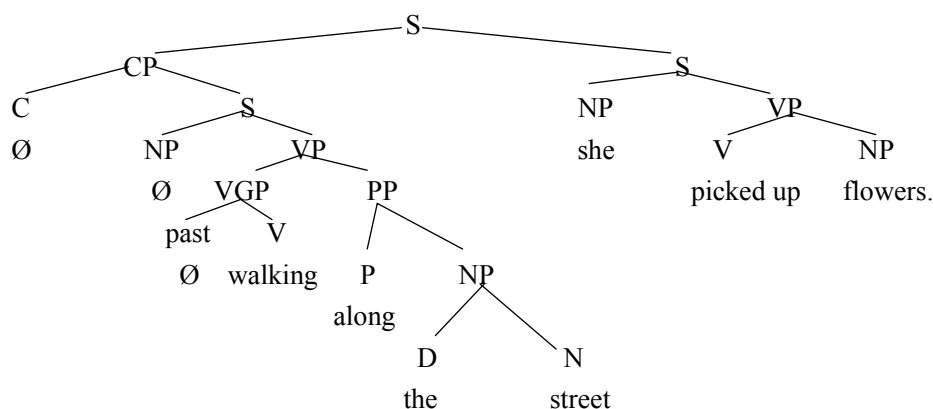 S
CP S
C S NP VP
Ø NP VP she V NP
Ø VGP PP picked up flowers.
past V
Ø walking P NP
along
D N
the street